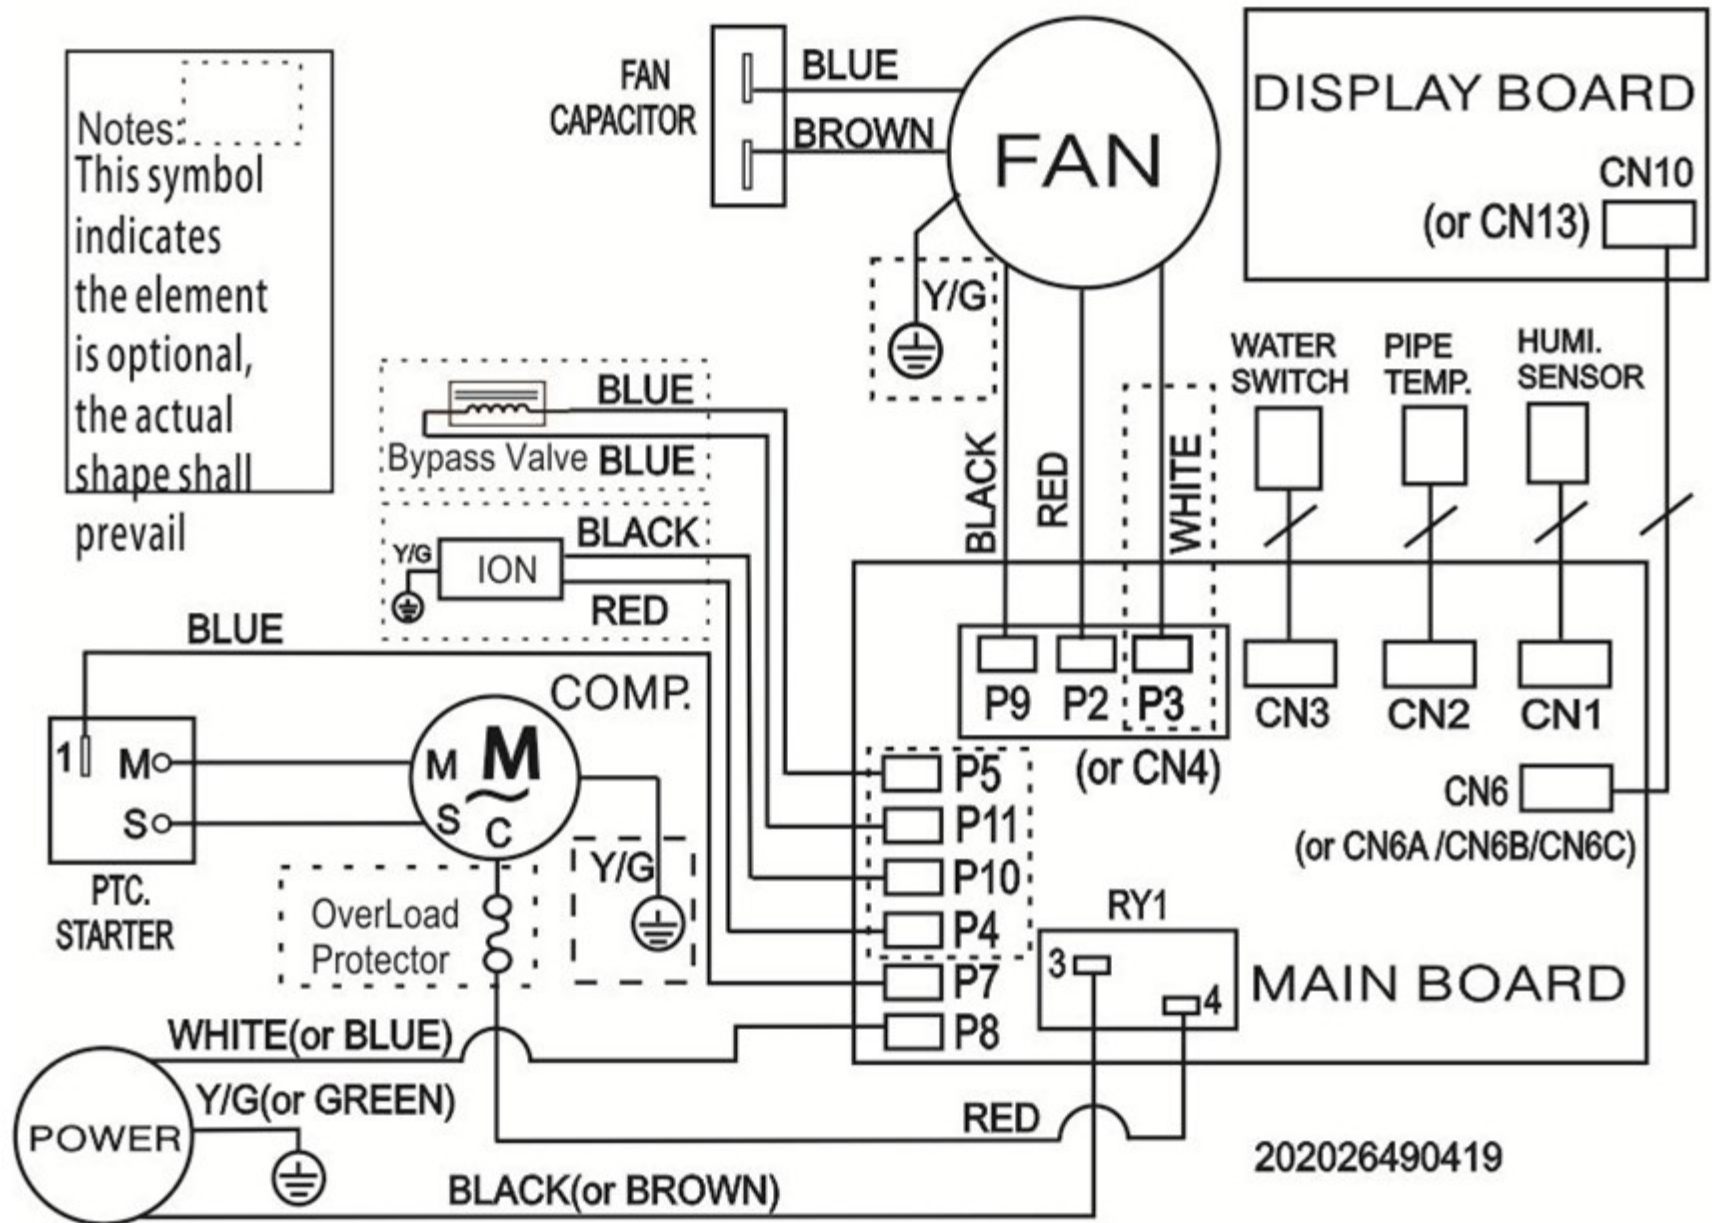 Notes:
This symbol
indicates
the element
is optional,
the actual
shape shall
prevail
FAN
CAPACITOR
BLUE
BROWN
FAN
Y/G
DISPLAY BOARD
CN10
(or CN13)
WATER
SWITCH
PIPE
TEMP.
HUMI.
SENSOR
BLACK
RED
WHITE
BLUE
Bypass Valve BLUE
BLACK
Y/G
ION
RED
BLUE
COMP.
1
M
S
PTC.
STARTER
M
M
S
C
Y/G
OverLoad
Protector
P9
P2
P3
(or CN4)
CN3
CN2
CN1
P5
P11
P10
P4
P7
P8
CN6
(or CN6A /CN6B/CN6C)
RY1
3
4
MAIN BOARD
WHITE(or BLUE)
Y/G(or GREEN)
POWER
RED
BLACK(or BROWN)
202026490419